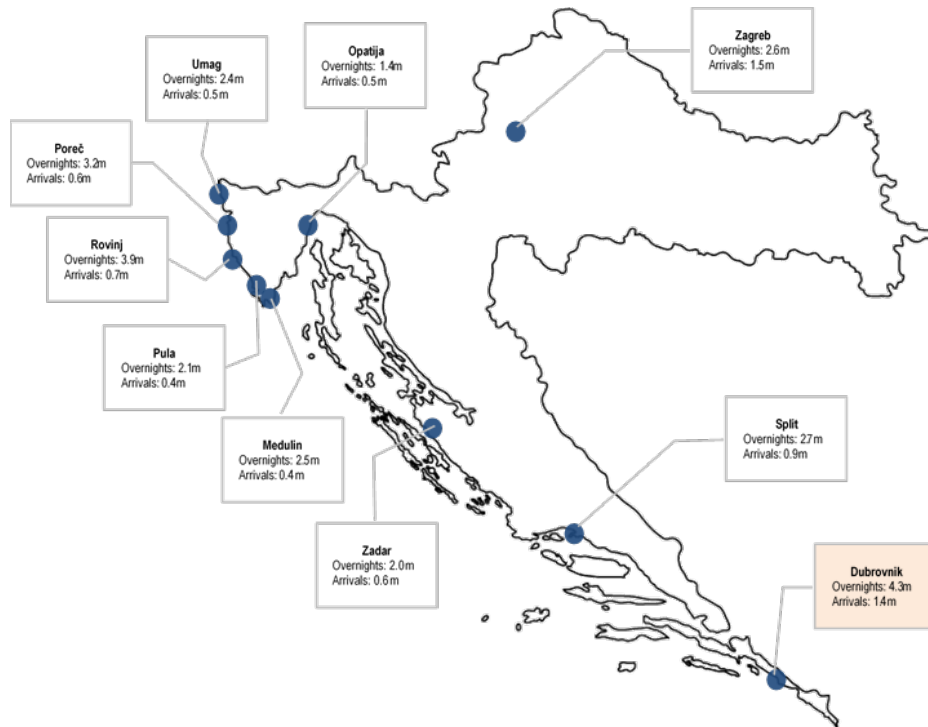 Zagreb
Overnights: 2.6m
Arrivals: 1.5m
Opatija
Overnights: 1.4m
Arrivals: 0.5m
Umag
Overnights: 2.4m
Arrivals: 0.5m
Poreč
Overnights: 3.2m
Arrivals: 0.6m
Rovinj
Overnights: 3.9m
Arrivals: 0.7m
Pula
Overnights: 2.1m
Arrivals: 0.4m
Medulin
Overnights: 2.5m
Arrivals: 0.4m
Split
Overnights: 2.7m
Arrivals: 0.9m
Zadar
Overnights: 2.0m
Arrivals: 0.6m
Dubrovnik
Overnights: 4.3m
Arrivals: 1.4m